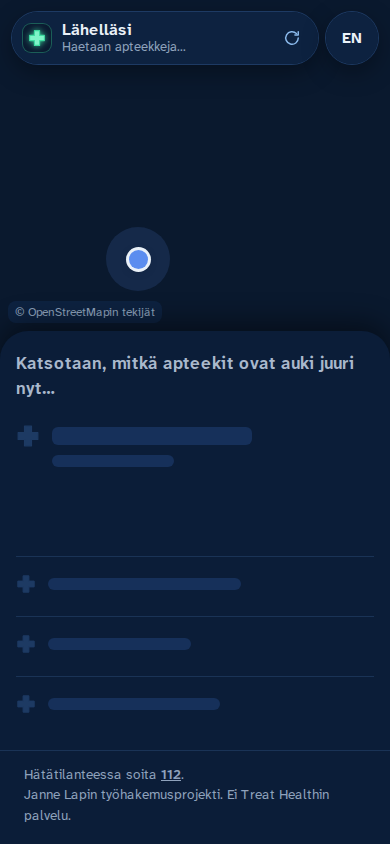 Lähelläsi
Haetaan apteekkeja...
EN
© OpenStreetMapin tekijät
Katsotaan, mitkä apteekit ovat auki juuri
nyt...
Hätätilanteessa soita 112.
Janne Lapin työhakemusprojekti. Ei Treat Healthin
palvelu.